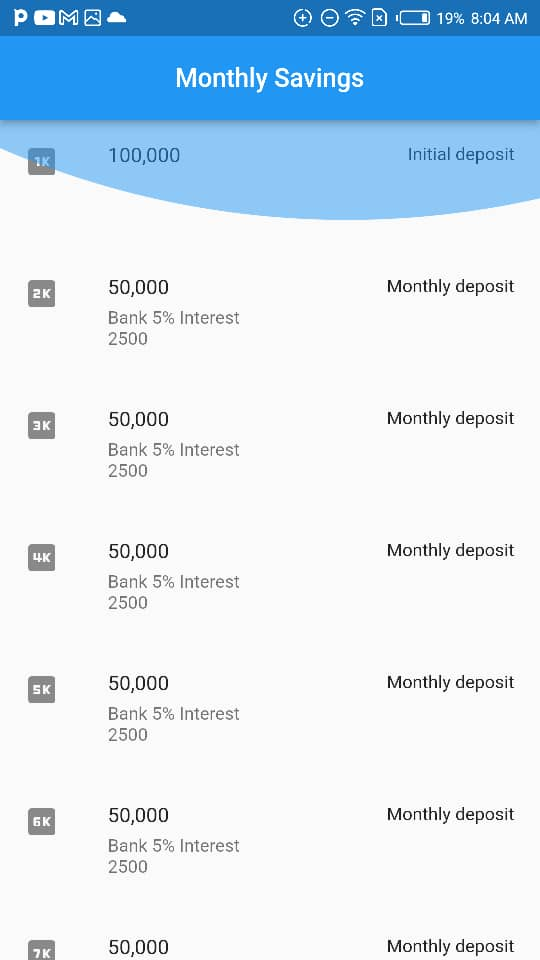 19% 8:04 AM
Monthly Savings
1K 100,000 Initial deposit
2K 50,000 Monthly deposit
Bank 5% Interest
2500
3K 50,000 Monthly deposit
Bank 5% Interest
2500
4K 50,000 Monthly deposit
Bank 5% Interest
2500
5K 50,000 Monthly deposit
Bank 5% Interest
2500
6K 50,000 Monthly deposit
Bank 5% Interest
2500
7K 50,000 Monthly deposit